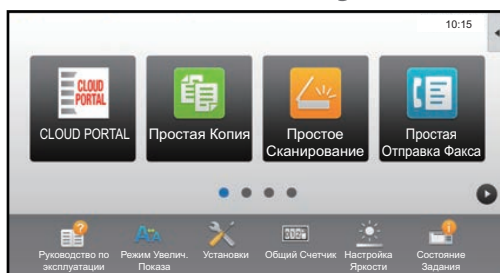 10:15
CLOUD
PORTAL
CLOUD PORTAL
Простая Копия
Простое
Сканирование
Простая
Отправка Факса
Руководство по
эксплуатации
Режим Увелич.
Показа
Установки
Общий Счетчик
Настройка
Яркости
Состояние
Задания